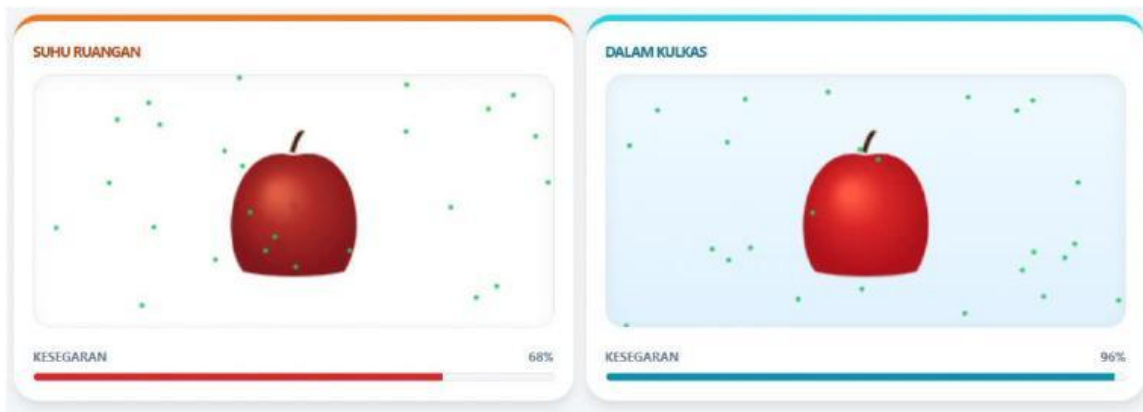 SUHU RUANGAN
KESEGARAN 68%
DALAM KULKAS
KESEGARAN 96%